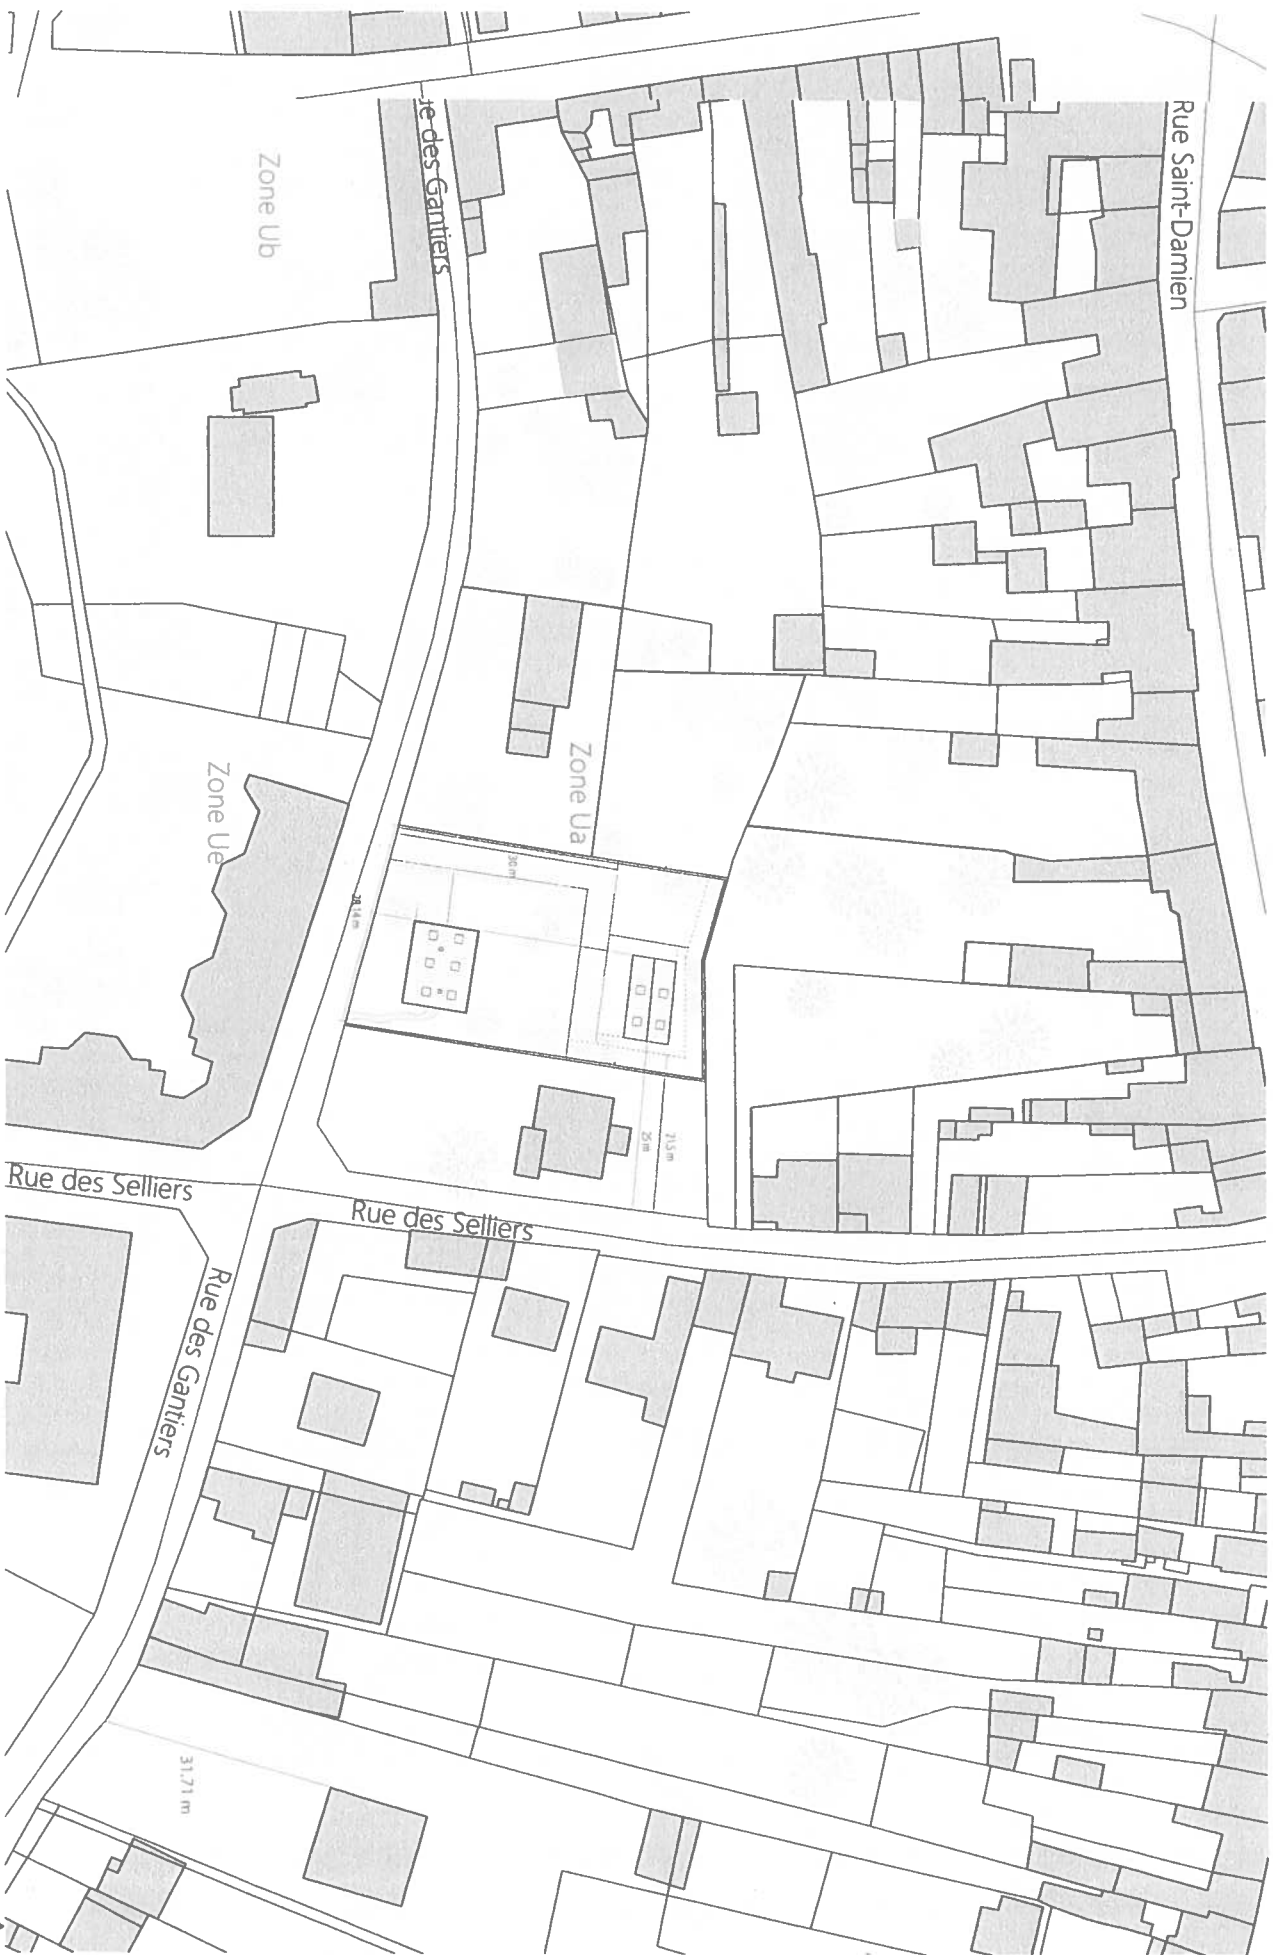 Rue Saint-Damien
ue des Gantiers
Zone Ub
Zone Ua
Zone Ue
30 m
28,14 m
21,5 m
25 m
Rue des Selliers
Rue des Selliers
Rue des Gantiers
31,71 m